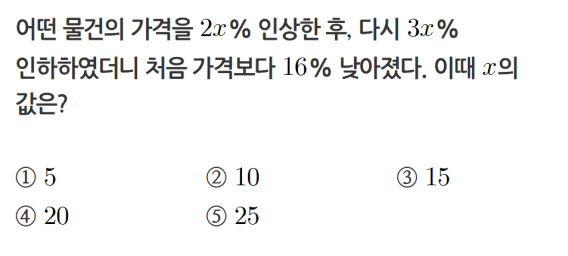 어떤 물건의 가격을 2x% 인상한 후, 다시 3x%
인하하였더니 처음 가격보다 16% 낮아졌다. 이때 x의
값은?
① 5 ② 10 ③ 15
④ 20 ⑤ 25